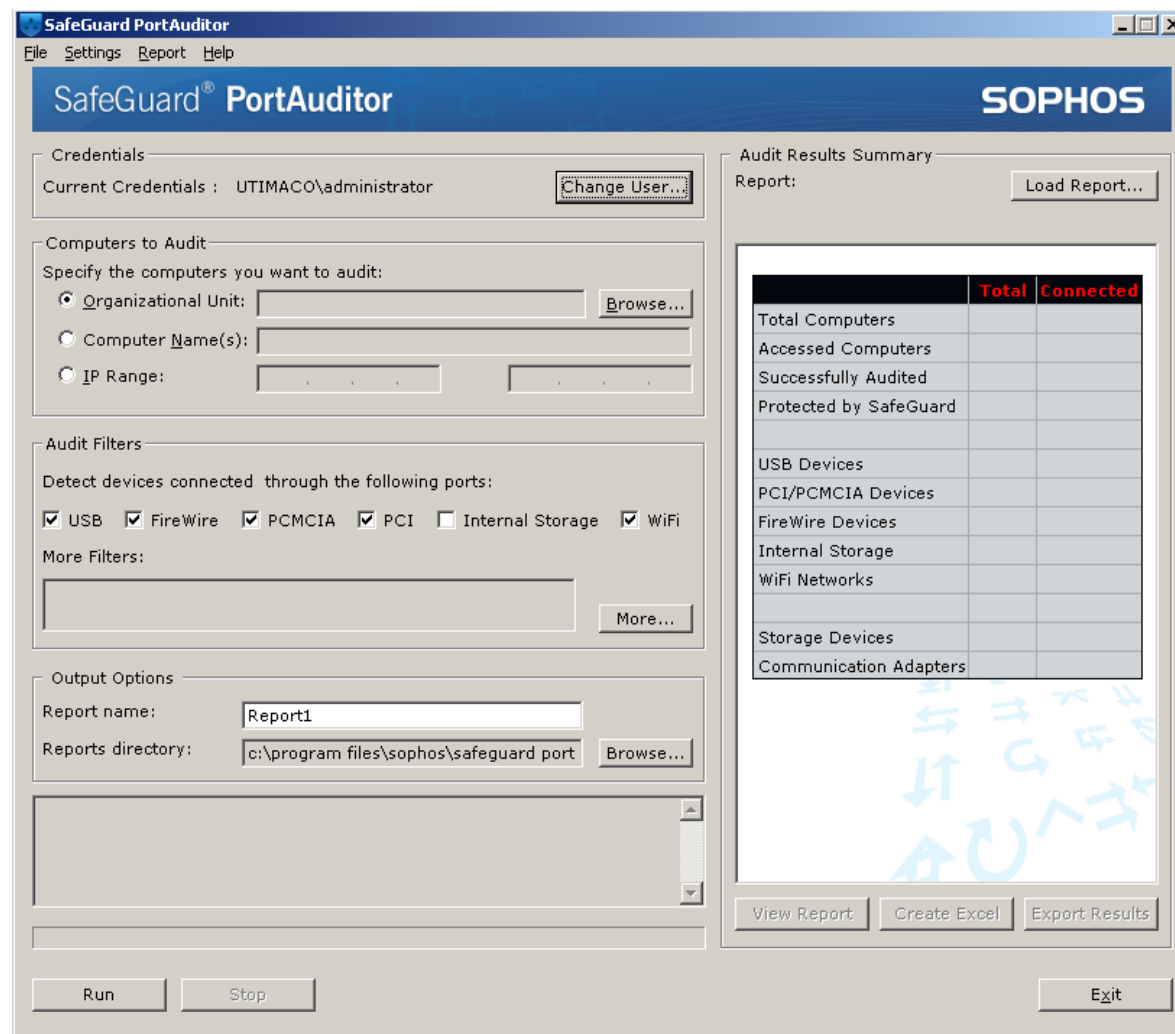 SafeGuard PortAuditor
File Settings Report Help
SafeGuard® PortAuditor
SOPHOS
Credentials
Current Credentials : UTIMACO\administrator
Change User...
Computers to Audit
Specify the computers you want to audit:
Organizational Unit:
Browse...
Computer Name(s):
IP Range:
. . .
. . .
Audit Filters
Detect devices connected through the following ports:
USB FireWire PCMCIA PCI Internal Storage WiFi
More Filters:
More...
Output Options
Report name: Report1
Reports directory: c:\program files\sophos\safeguard port
Browse...
Run
Stop
Audit Results Summary
Report:
Load Report...
Total Connected
Total Computers
Accessed Computers
Successfully Audited
Protected by SafeGuard
USB Devices
PCI/PCMCIA Devices
FireWire Devices
Internal Storage
WiFi Networks
Storage Devices
Communication Adapters
View Report
Create Excel
Export Results
Exit